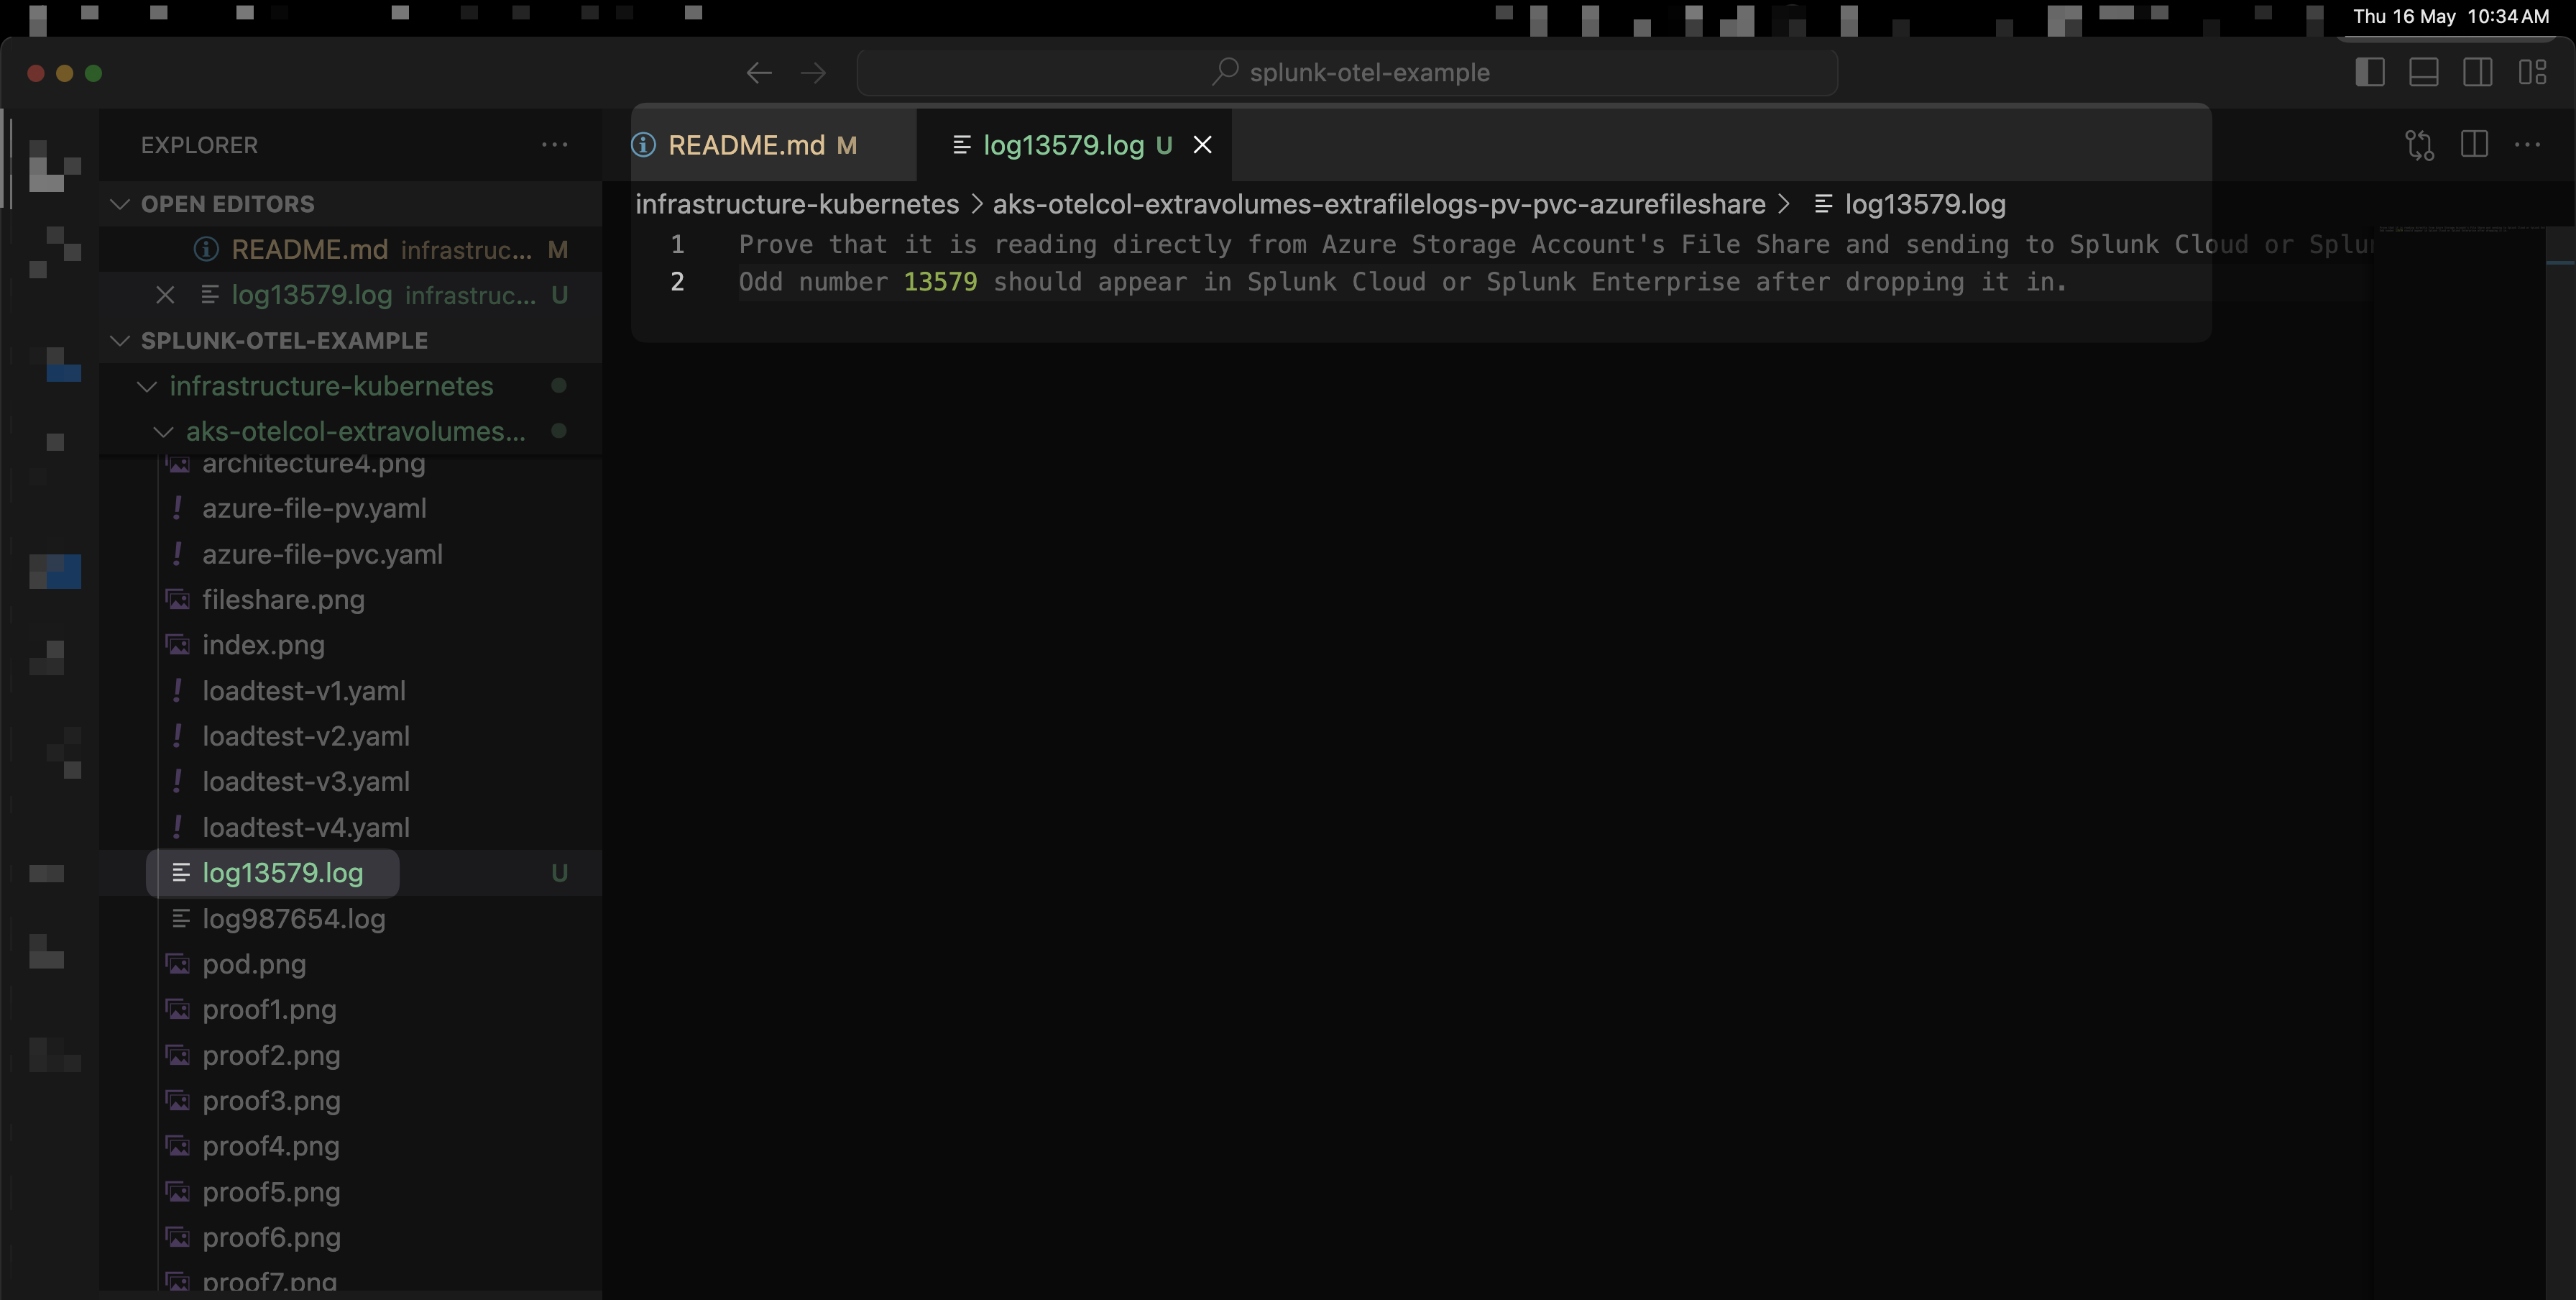 Thu 16 May 10:34 AM
splunk-otel-example
EXPLORER
OPEN EDITORS
README.md infrastruc... M
log13579.log infrastruc... U
SPLUNK-OTEL-EXAMPLE
infrastructure-kubernetes
aks-otelcol-extravolumes...
architecture4.png
azure-file-pv.yaml
azure-file-pvc.yaml
fileshare.png
index.png
loadtest-v1.yaml
loadtest-v2.yaml
loadtest-v3.yaml
loadtest-v4.yaml
log13579.log U
log987654.log
pod.png
proof1.png
proof2.png
proof3.png
proof4.png
proof5.png
proof6.png
proof7.png
README.md M
log13579.log U
infrastructure-kubernetes > aks-otelcol-extravolumes-extrafilelogs-pv-pvc-azurefileshare > log13579.log
1 Prove that it is reading directly from Azure Storage Account's File Share and sending to Splunk Cloud or Splu
2 Odd number 13579 should appear in Splunk Cloud or Splunk Enterprise after dropping it in.